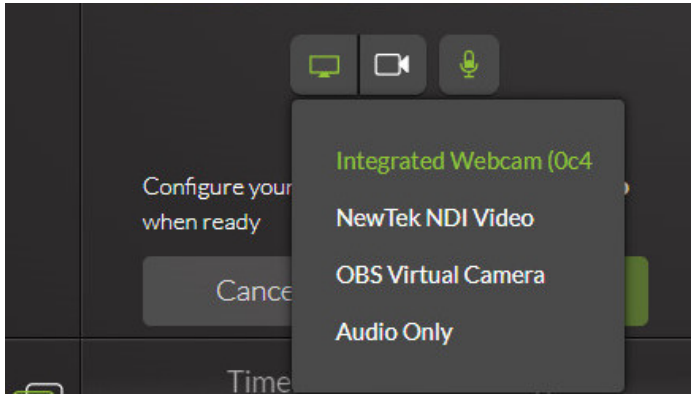 Integrated Webcam (0c4
Configure your
NewTek NDI Video
when ready
OBS Virtual Camera
Cance
Audio Only
Time